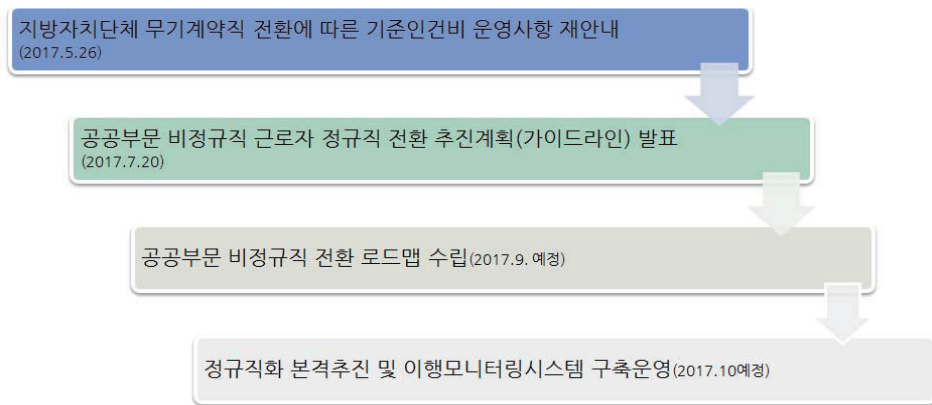 지방자치단체 무기계약직 전환에 따른 기준인건비 운영사항 재안내
(2017.5.26)
공공부문 비정규직 근로자 정규직 전환 추진계획(가이드라인) 발표
(2017.7.20)
공공부문 비정규직 전환 로드맵 수립(2017.9. 예정)
정규직화 본격추진 및 이행모니터링시스템 구축운영(2017.10예정)